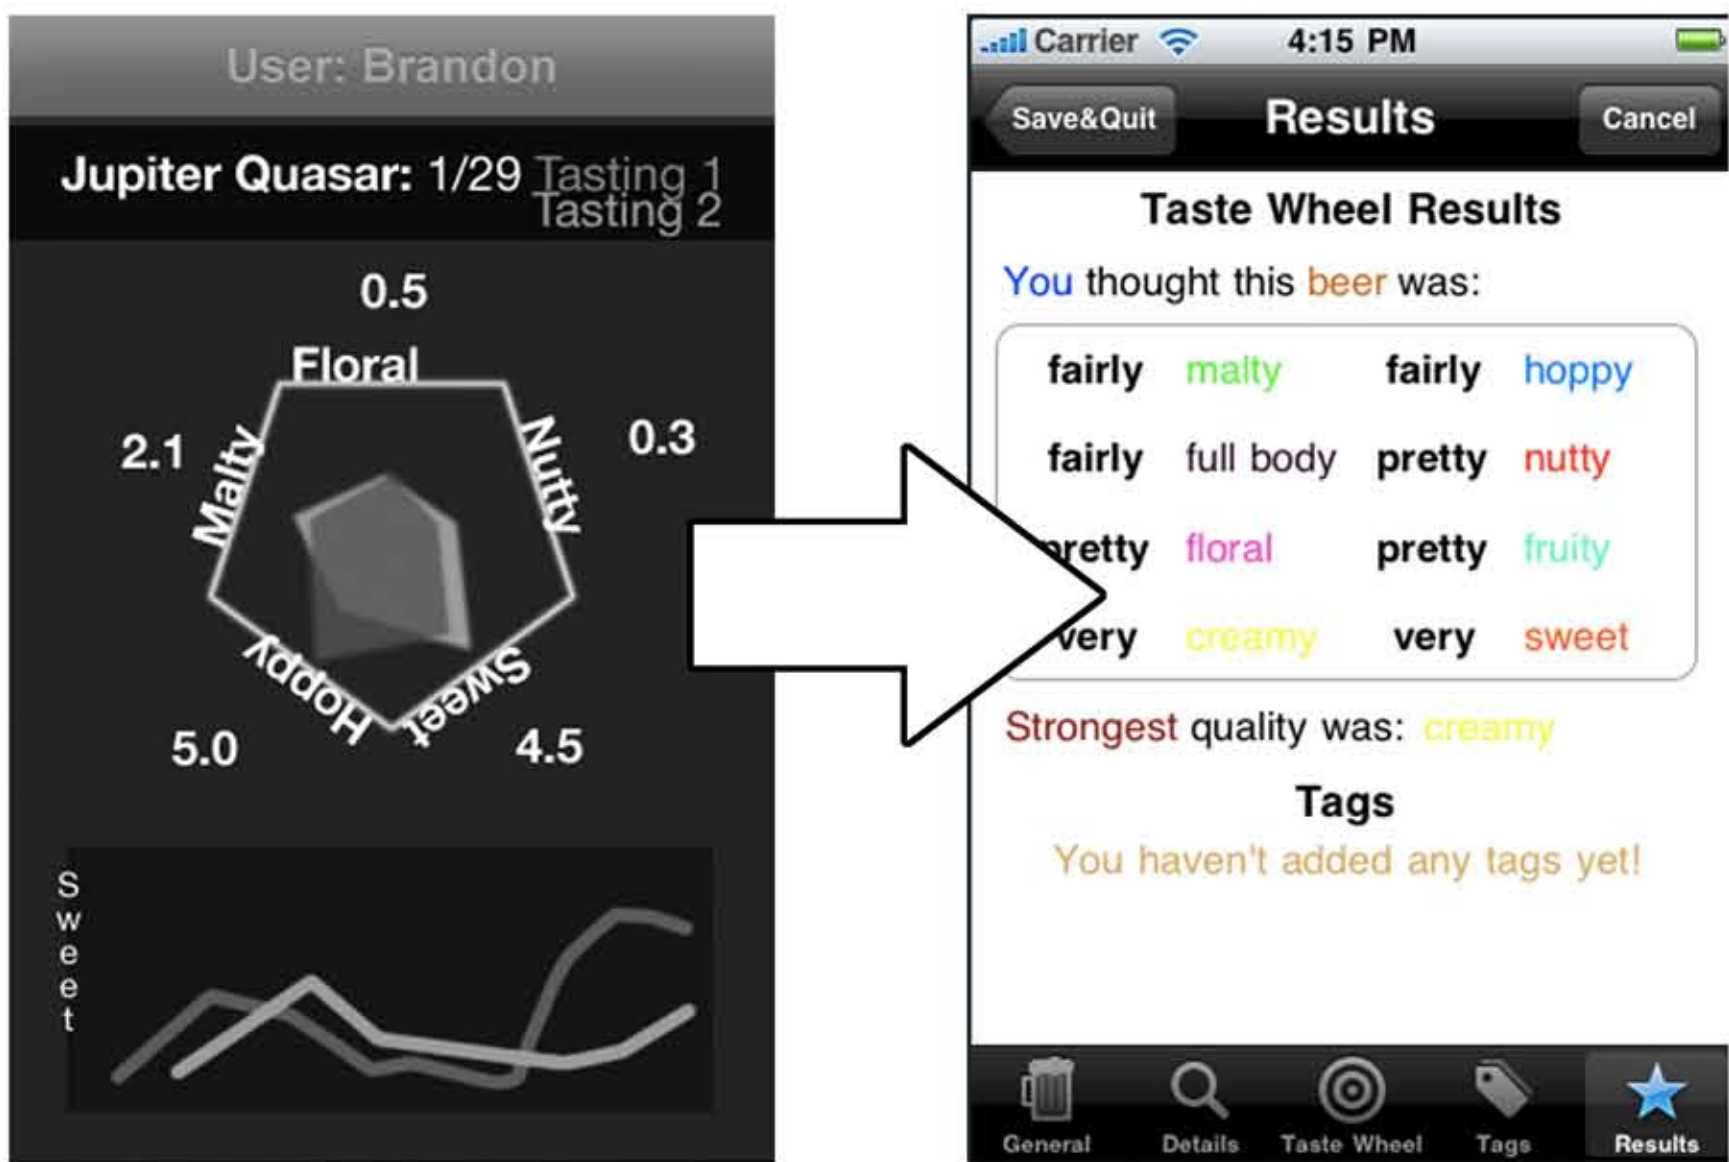 User: Brandon
Jupiter Quasar: 1/29 Tasting 1
Tasting 2
0.5
Floral
2.1
Malty
Nutty
0.3
Hoppy
Sweet
5.0
4.5
Sweet
Carrier 4:15 PM
Save&Quit Results Cancel
Taste Wheel Results
You thought this beer was:
fairly malty fairly hoppy
fairly full body pretty nutty
pretty floral pretty fruity
very creamy very sweet
Strongest quality was: creamy
Tags
You haven't added any tags yet!
General Details Taste Wheel Tags Results